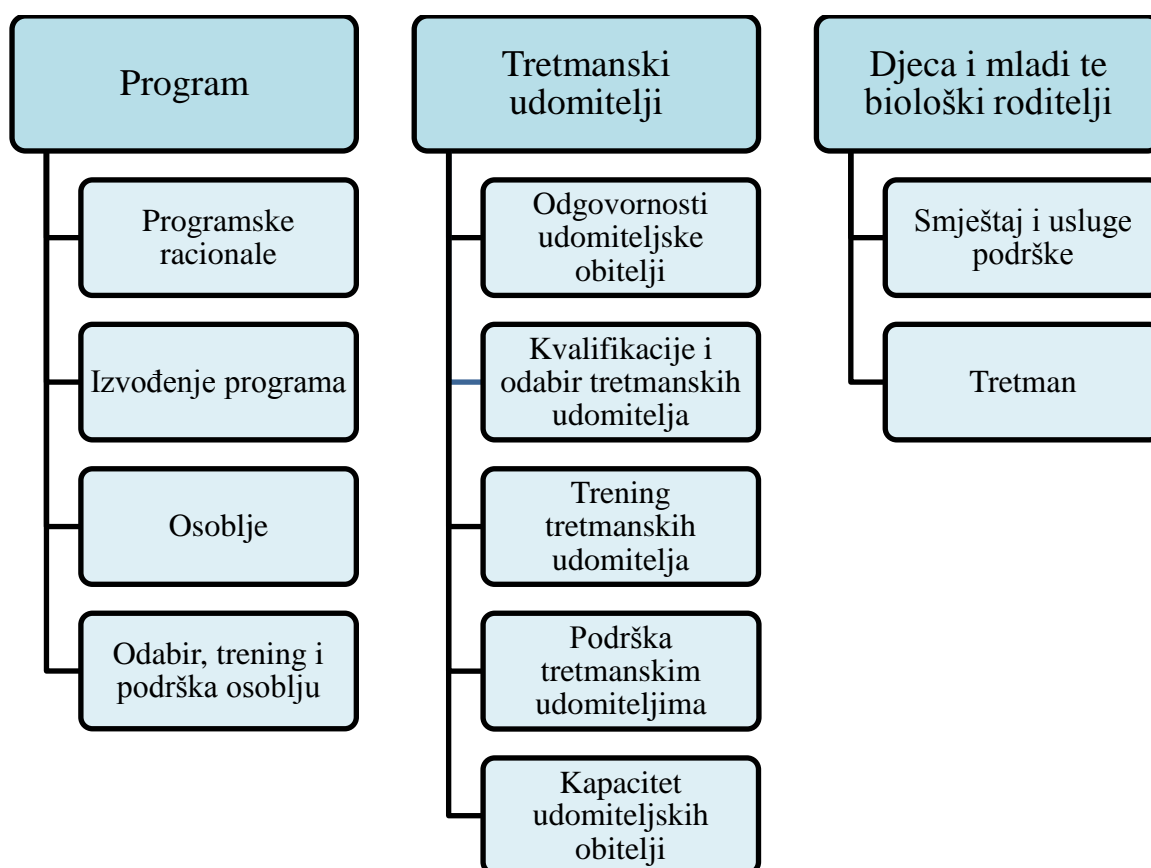 Program
Programske
racionale
Izvođenje programa
Osoblje
Odabir, trening i
podrška osoblju
Tretmanski
udomitelji
Odgovornosti
udomiteljske
obitelji
Kvalifikacije i
odabir tretmanskih
udomitelja
Trening
tretmanskih
udomitelja
Podrška
tretmanskim
udomiteljima
Kapacitet
udomiteljskih
obitelji
Djeca i mladi te
biološki roditelji
Smještaj i usluge
podrške
Tretman